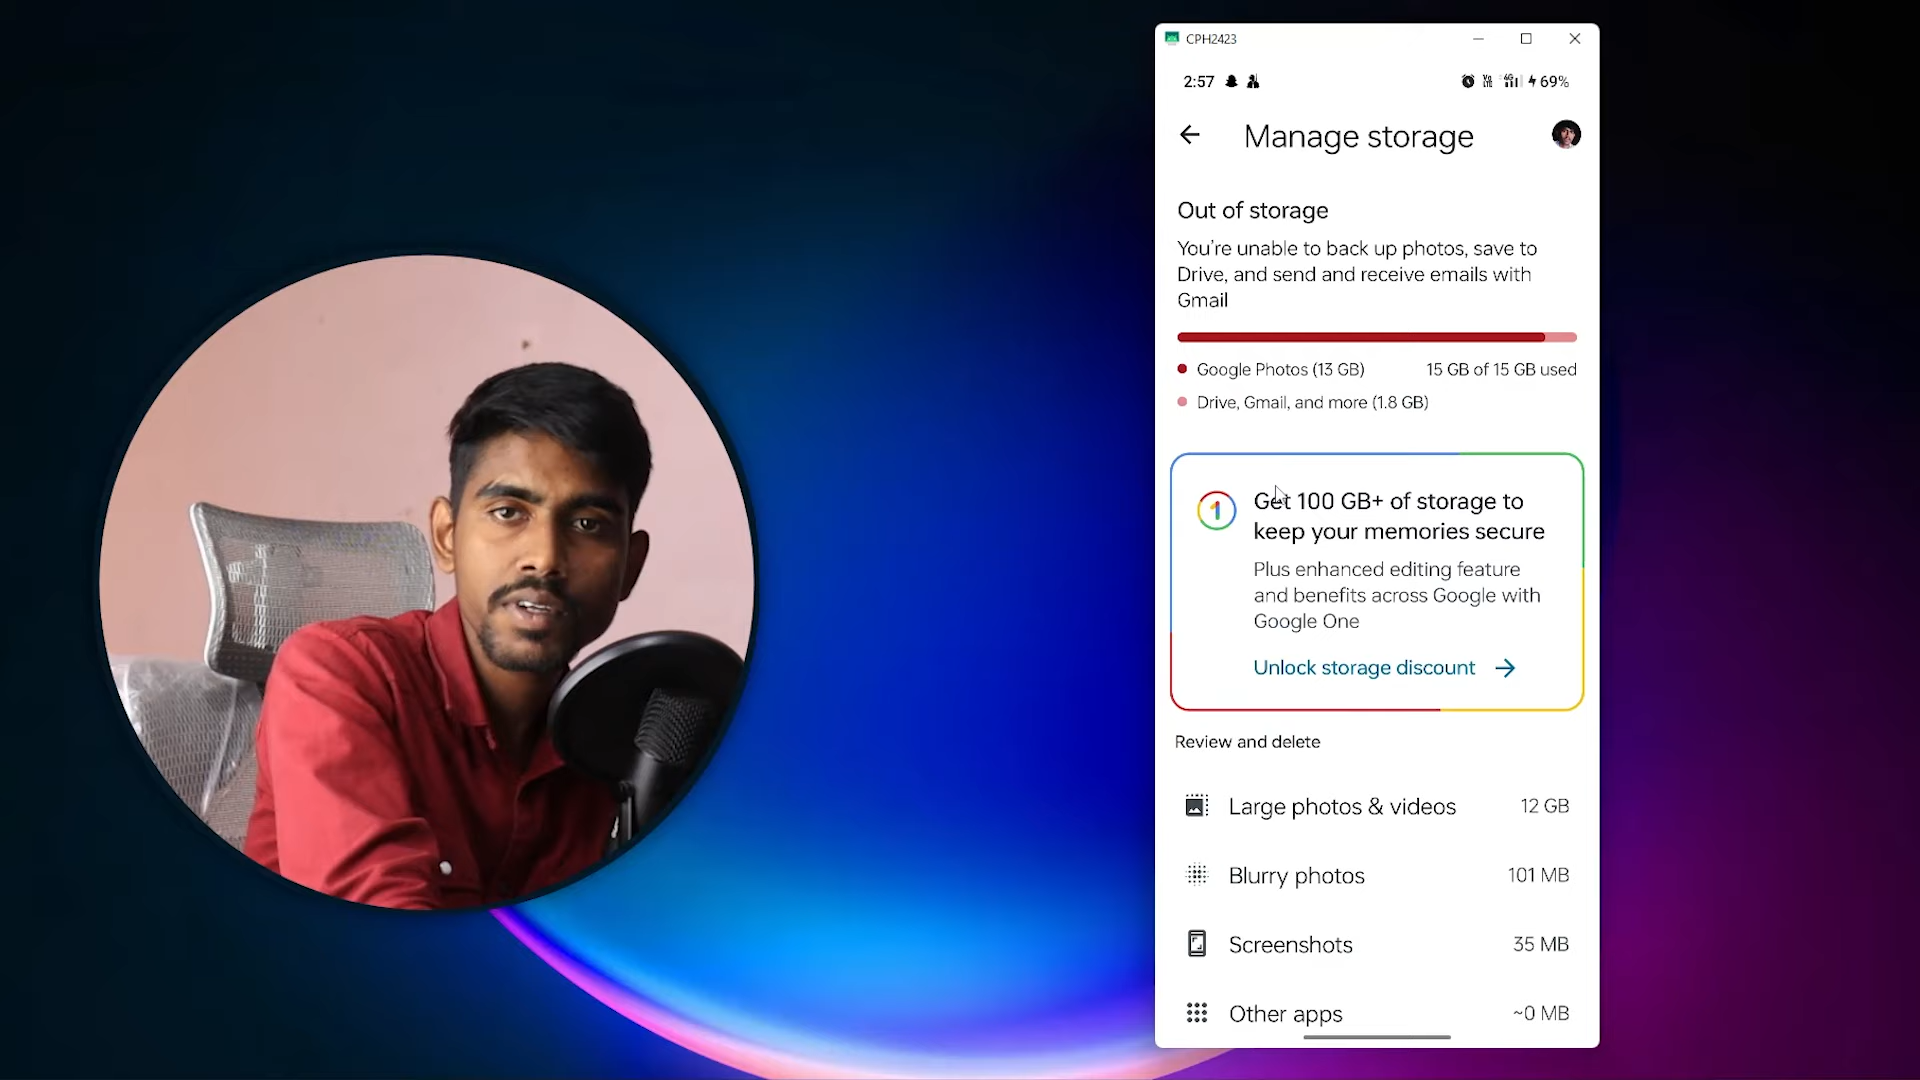 CPH2423
2:57
69%
Manage storage
Out of storage
You're unable to back up photos, save to
Drive, and send and receive emails with
Gmail
Google Photos (13 GB)
15 GB of 15 GB used
Drive, Gmail, and more (1.8 GB)
Get 100 GB+ of storage to
keep your memories secure
Plus enhanced editing feature
and benefits across Google with
Google One
Unlock storage discount
Review and delete
Large photos & videos
12 GB
Blurry photos
101 MB
Screenshots
35 MB
Other apps
~0 MB